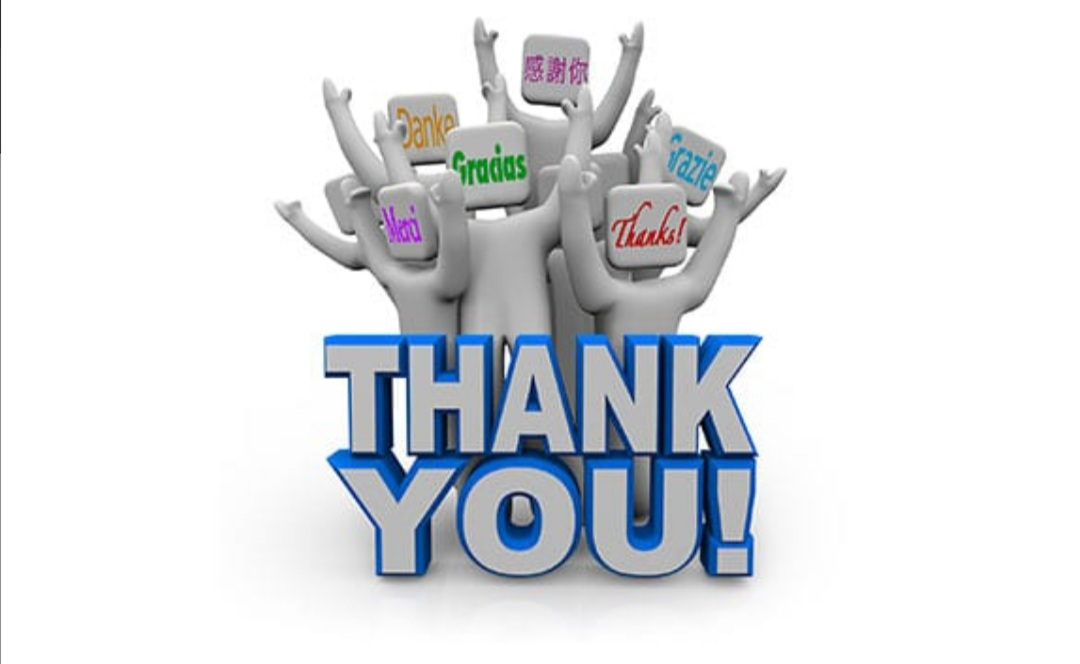 感謝你
Danke
Gracias
Grazie
Merci
Thanks!
THANK
YOU!